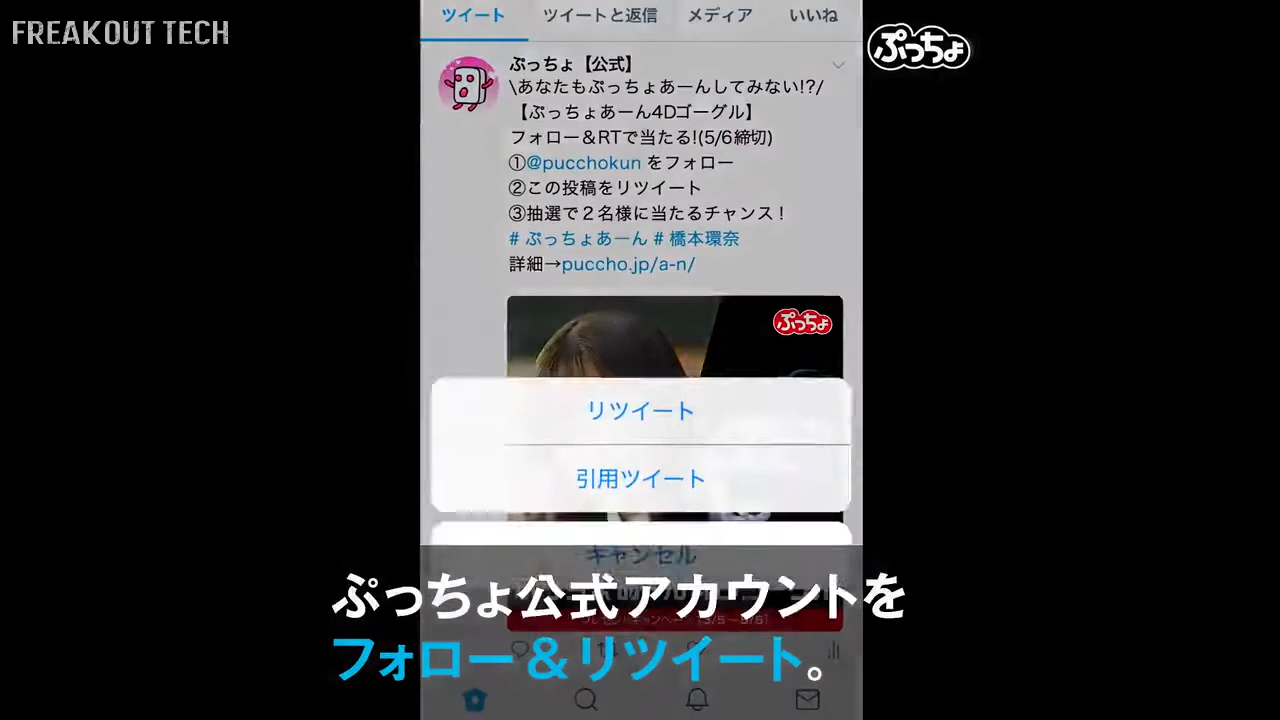 FREAKOUT TECH
ツイート ツイートと返信 メディア いいね
ぷっちょ
ぷっちょ【公式】
\あなたもぷっちょあーんしてみない!?/
【ぷっちょあーん4Dゴーグル】
フォロー＆RTで当たる!(5/6締切)
①@pucchokun をフォロー
②この投稿をリツイート
③抽選で２名様に当たるチャンス！
# ぷっちょあーん # 橋本環奈
詳細→puccho.jp/a-n/
ぷっちょ
リツイート
引用ツイート
キャンセル
ぷっちょ公式アカウントを
フォロー＆リツイート。